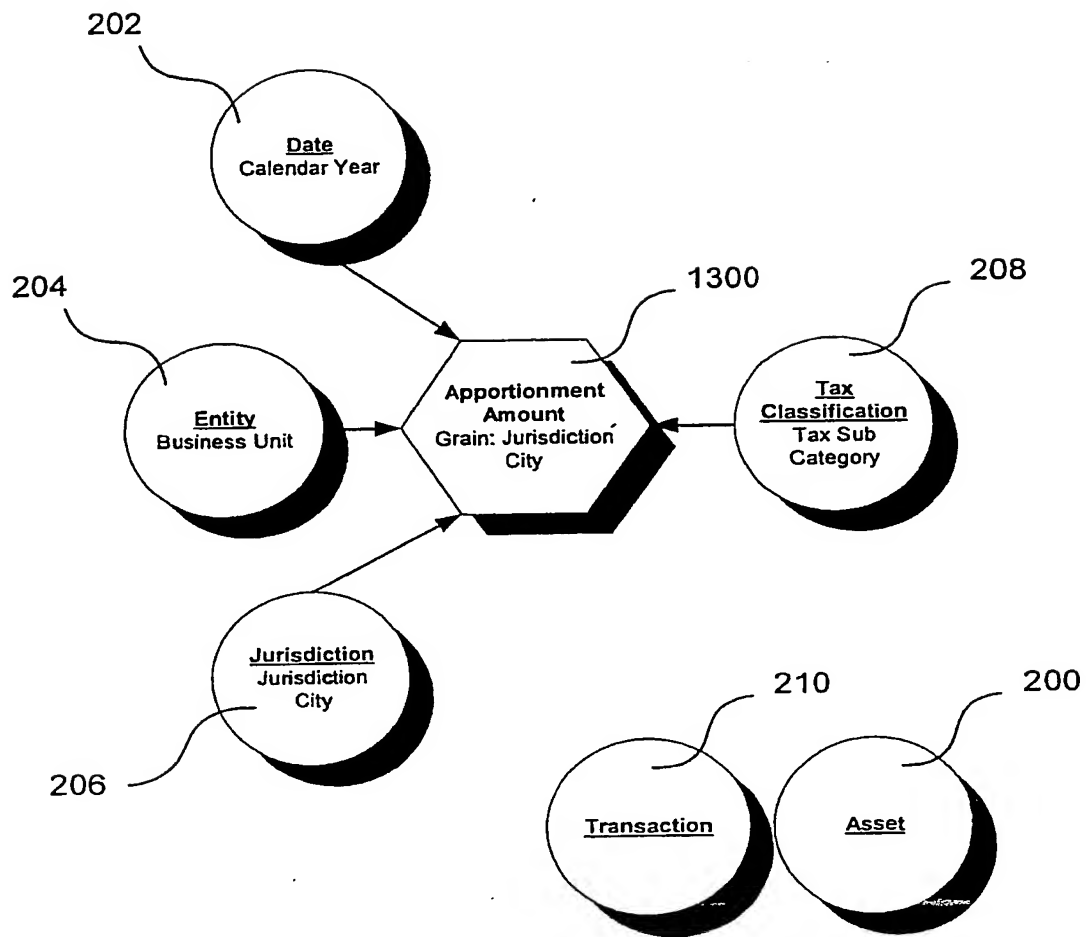 202
Date
Calendar Year
204
1300
208
Entity
Business Unit
Apportionment
Amount
Grain: Jurisdiction
City
Tax
Classification
Tax Sub
Category
Jurisdiction
Jurisdiction
City
206
210
200
Transaction
Asset